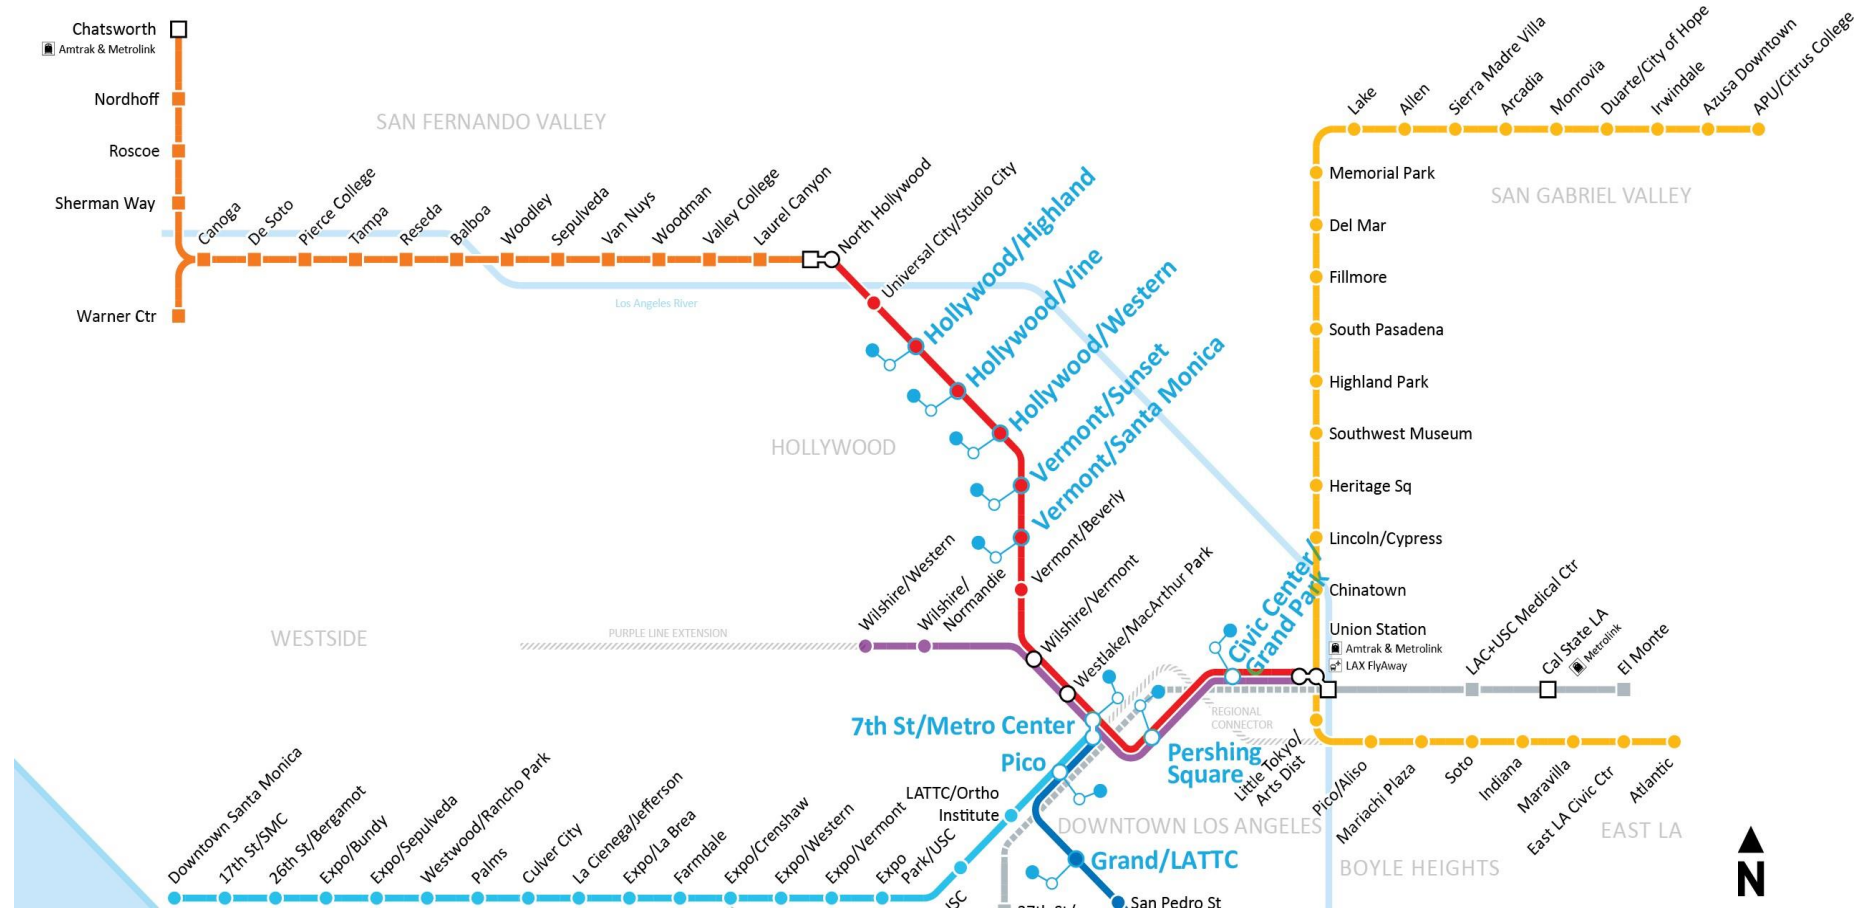 Chatsworth
Amtrak & Metrolink
Nordhoff
Roscoe
Sherman Way
Warner Ctr
SAN FERNANDO VALLEY
Canoga
De Soto
Pierce College
Tampa
Reseda
Balboa
Woodley
Sepulveda
Van Nuys
Woodman
Valley College
Laurel Canyon
North Hollywood
Universal City/Studio City
Los Angeles River
Hollywood/Highland
Hollywood/Vine
Hollywood/Western
Vermont/Sunset
Vermont/Santa Monica
Vermont/Beverly
HOLLYWOOD
WESTSIDE
PURPLE LINE EXTENSION
Wilshire/Western
Wilshire/
Normandie
Wilshire/Vermont
Westlake/MacArthur Park
Civic Center/
Grand Park
Lake
Allen
Sierra Madre Villa
Arcadia
Monrovia
Duarte/City of Hope
Irwindale
Azusa Downtown
APU/Citrus College
Memorial Park
SAN GABRIEL VALLEY
Del Mar
Fillmore
South Pasadena
Highland Park
Southwest Museum
Heritage Sq
Lincoln/Cypress
Chinatown
Union Station
Amtrak & Metrolink
LAX FlyAway
LAC+USC Medical Ctr
Cal State LA
Metrolink
El Monte
REGIONAL
CONNECTOR
7th St/Metro Center
Pico
Pershing
Square
Little Tokyo/
Arts Dist
Pico/Aliso
Mariachi Plaza
Soto
Indiana
Maravilla
East LA Civic Ctr
Atlantic
EAST LA
BOYLE HEIGHTS
DOWNTOWN LOS ANGELES
LATTC/Ortho
Institute
Grand/LATTC
San Pedro St
Downtown Santa Monica
17th St/SMC
26th St/Bergamot
Expo/Bundy
Expo/Sepulveda
Westwood/Rancho Park
Palms
Culver City
La Cienega/Jefferson
Expo/La Brea
Farmdale
Expo/Crenshaw
Expo/Western
Expo/Vermont
Expo
Park/USC
N